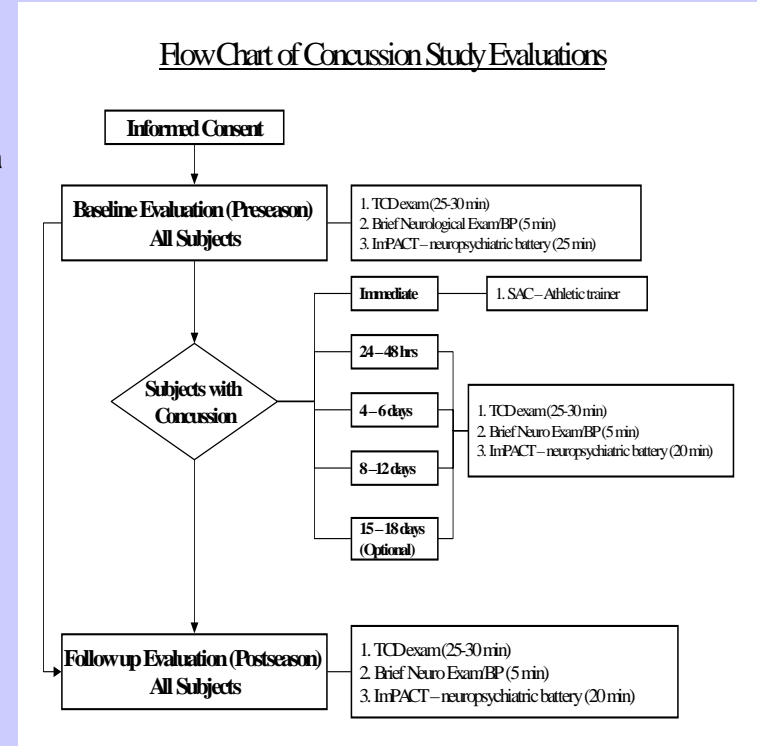 Flow Chart of Concussion Study Evaluations
Informed Consent
Baseline Evaluation (Preseason)
All Subjects
1. TCD exam (25-30 min)
2. Brief Neurological Exam/BP (5 min)
3. ImPACT – neuropsychiatric battery (25 min)
Immediate
1. SAC – Athletic trainer
24 – 48 hrs
Subjects with
Concussion
4 – 6 days
1. TCD exam (25-30 min)
2. Brief Neuro Exam/BP (5 min)
3. ImPACT – neuropsychiatric battery (20 min)
8 – 12 days
15 – 18 days
(Optional)
Follow up Evaluation (Postseason)
All Subjects
1. TCD exam (25-30 min)
2. Brief Neuro Exam/BP (5 min)
3. ImPACT – neuropsychiatric battery (20 min)